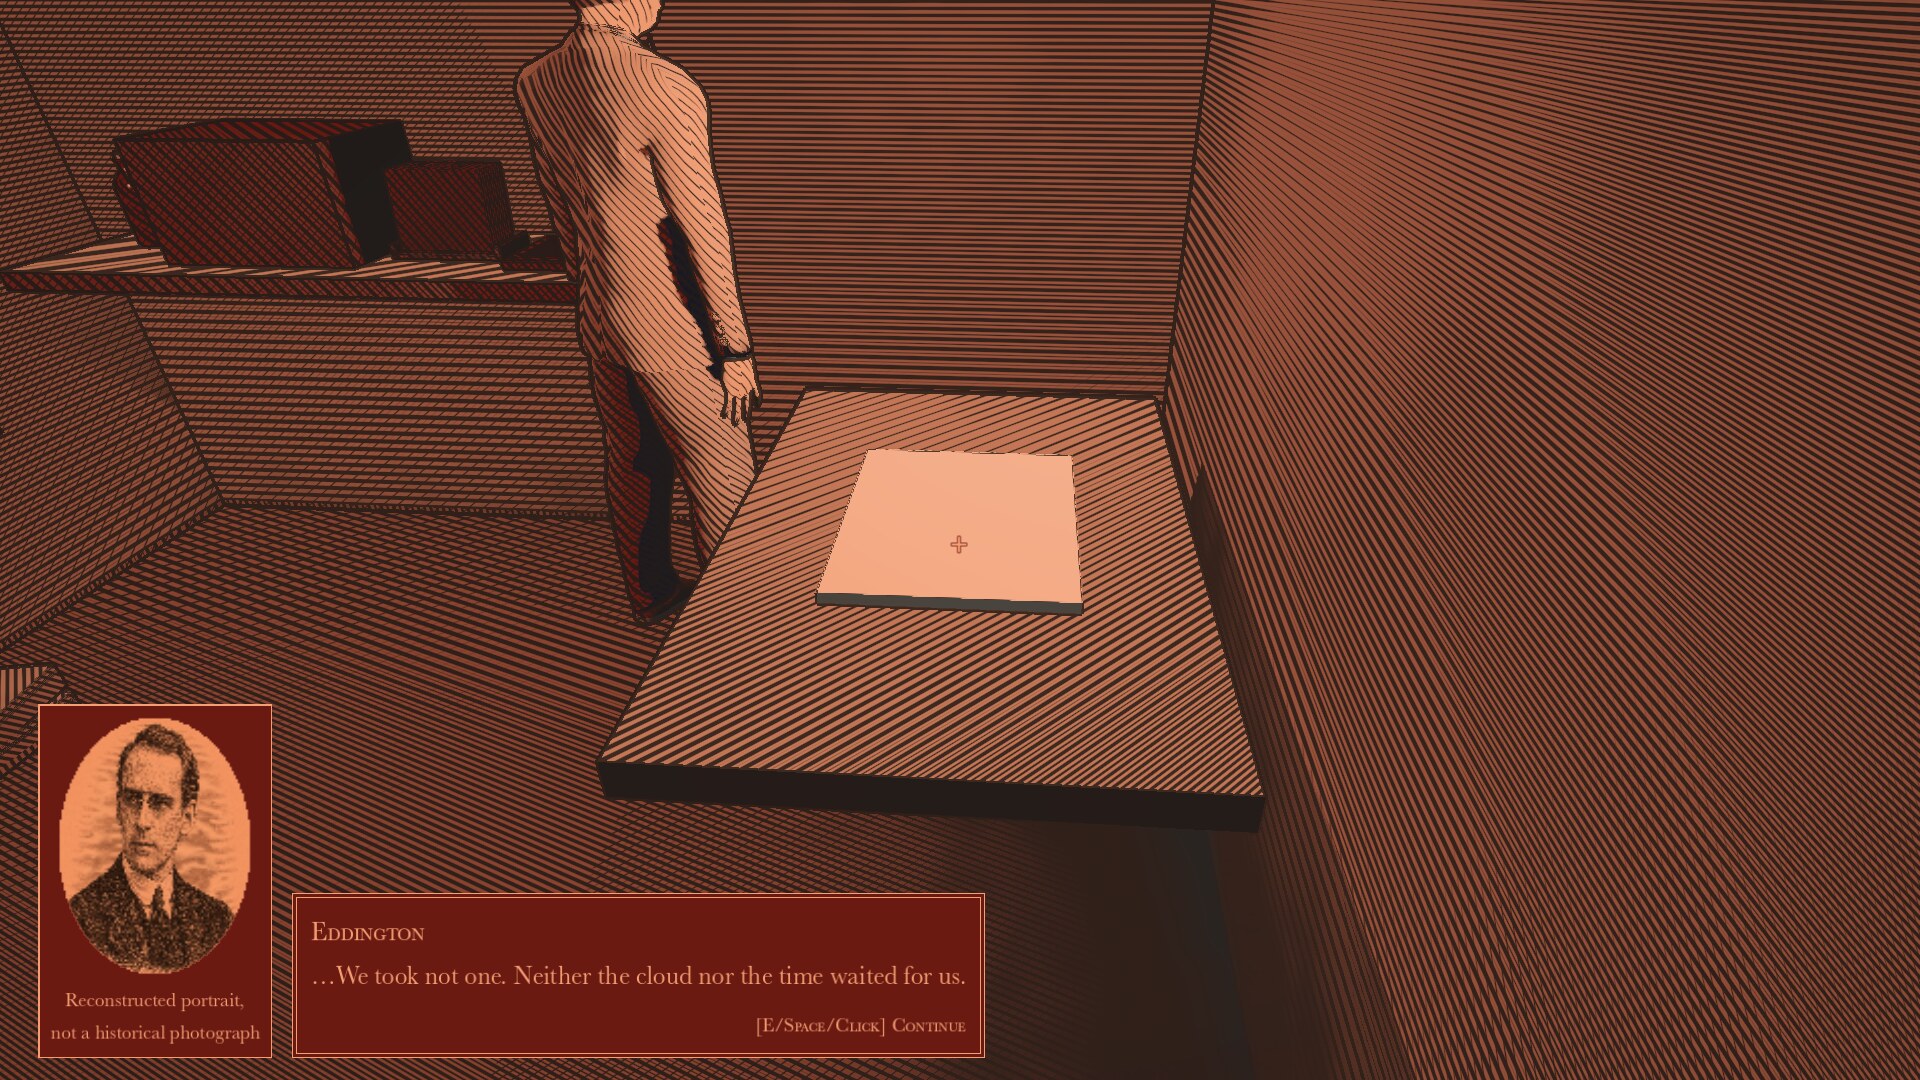 Eddington
…We took not one. Neither the cloud nor the time waited for us.
[E/Space/Click] Continue
Reconstructed portrait,
not a historical photograph